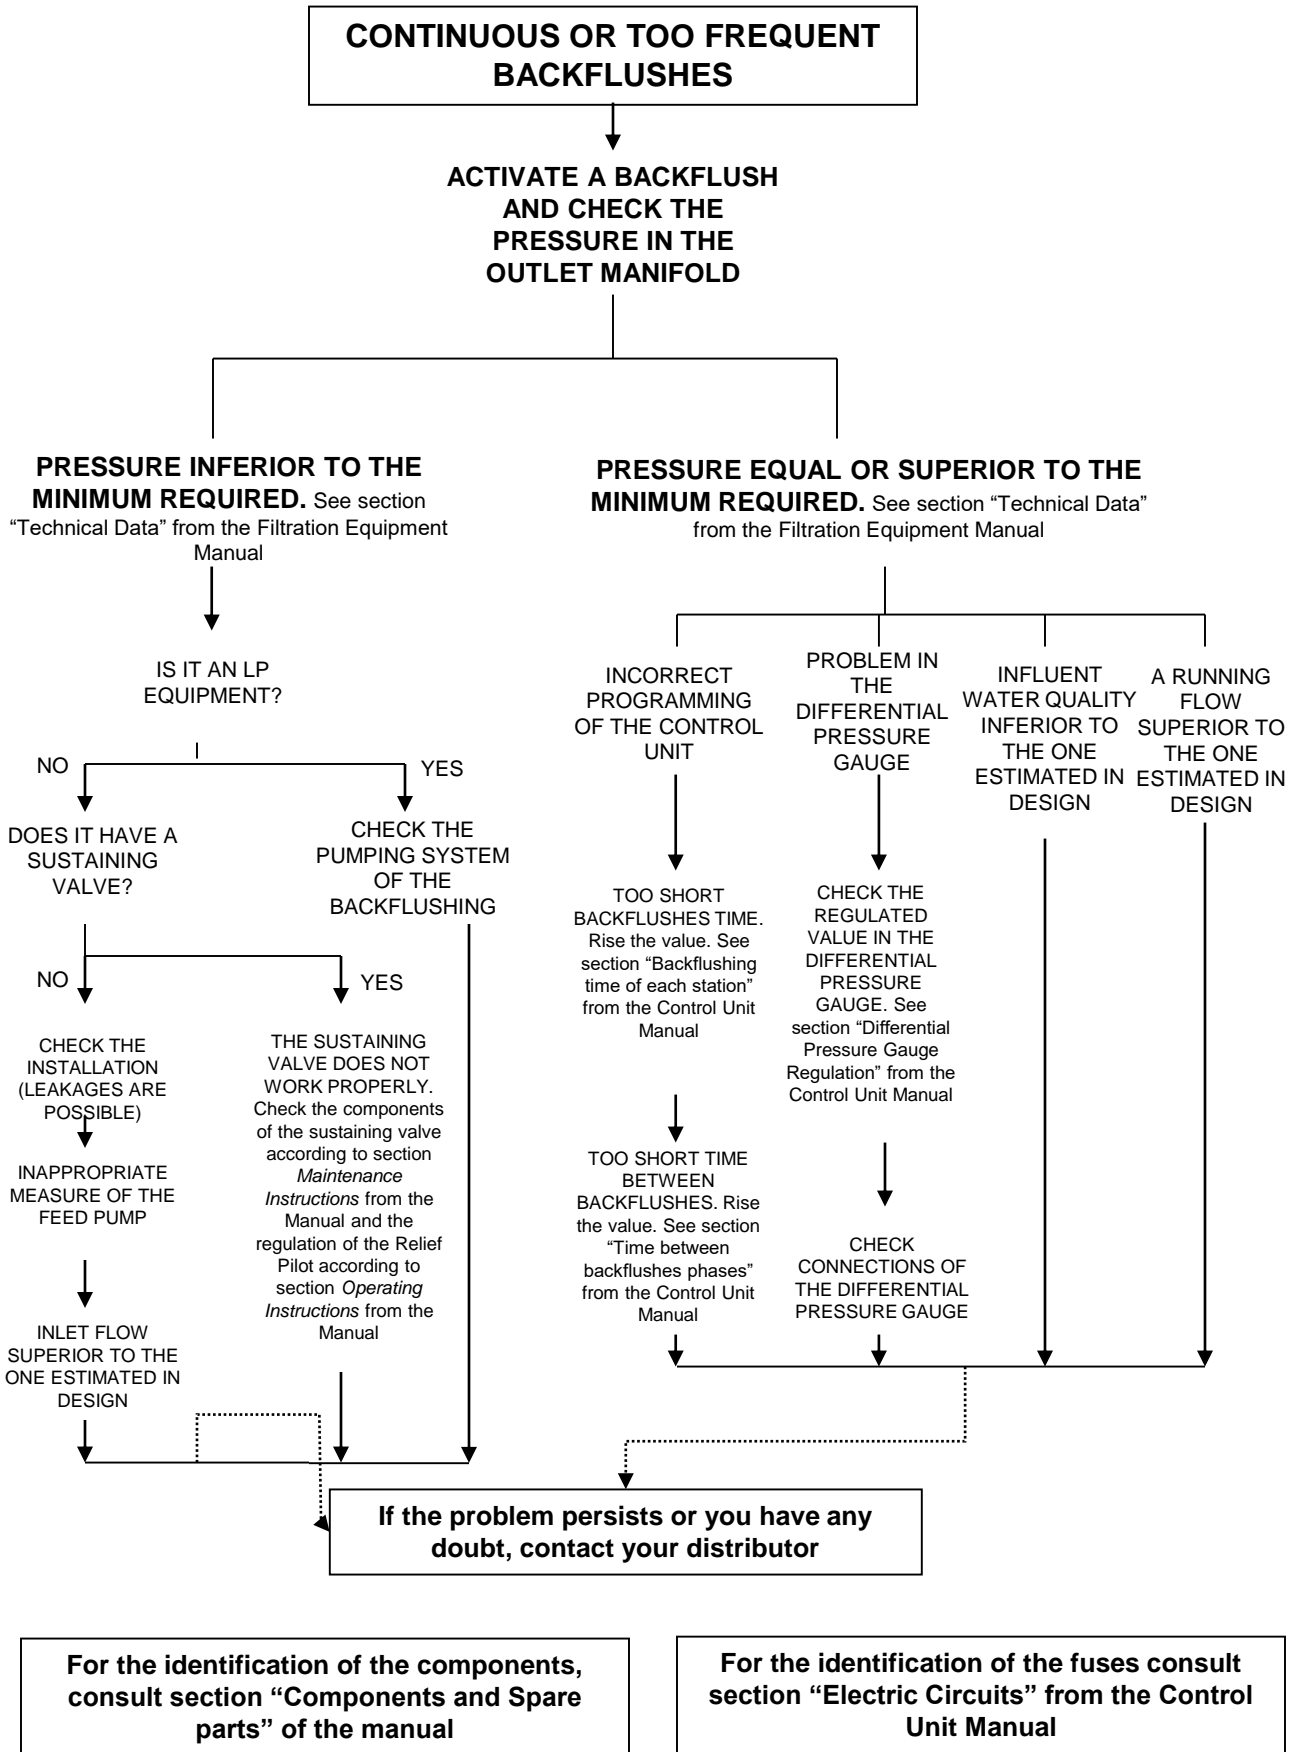 CONTINUOUS OR TOO FREQUENT
BACKFLUSHES
ACTIVATE A BACKFLUSH
AND CHECK THE
PRESSURE IN THE
OUTLET MANIFOLD
PRESSURE INFERIOR TO THE
MINIMUM REQUIRED. See section
“Technical Data” from the Filtration Equipment
Manual
PRESSURE EQUAL OR SUPERIOR TO THE
MINIMUM REQUIRED. See section “Technical Data”
from the Filtration Equipment Manual
IS IT AN LP
EQUIPMENT?
NO
YES
DOES IT HAVE A
SUSTAINING
VALVE?
CHECK THE
PUMPING SYSTEM
OF THE
BACKFLUSHING
NO
YES
CHECK THE
INSTALLATION
(LEAKAGES ARE
POSSIBLE)
INAPPROPRIATE
MEASURE OF THE
FEED PUMP
INLET FLOW
SUPERIOR TO THE
ONE ESTIMATED IN
DESIGN
THE SUSTAINING
VALVE DOES NOT
WORK PROPERLY.
Check the components
of the sustaining valve
according to section
Maintenance
Instructions from the
Manual and the
regulation of the Relief
Pilot according to
section Operating
Instructions from the
Manual
INCORRECT
PROGRAMMING
OF THE CONTROL
UNIT
TOO SHORT
BACKFLUSHES TIME.
Rise the value. See
section “Backflushing
time of each station”
from the Control Unit
Manual
TOO SHORT TIME
BETWEEN
BACKFLUSHES. Rise
the value. See section
“Time between
backflushes phases”
from the Control Unit
Manual
PROBLEM IN
THE
DIFFERENTIAL
PRESSURE
GAUGE
CHECK THE
REGULATED
VALUE IN THE
DIFFERENTIAL
PRESSURE
GAUGE. See
section “Differential
Pressure Gauge
Regulation” from the
Control Unit Manual
CHECK
CONNECTIONS OF
THE DIFFERENTIAL
PRESSURE GAUGE
INFLUENT
WATER QUALITY
INFERIOR TO
THE ONE
ESTIMATED IN
DESIGN
A RUNNING
FLOW
SUPERIOR TO
THE ONE
ESTIMATED IN
DESIGN
If the problem persists or you have any
doubt, contact your distributor
For the identification of the components,
consult section “Components and Spare
parts” of the manual
For the identification of the fuses consult
section “Electric Circuits” from the Control
Unit Manual